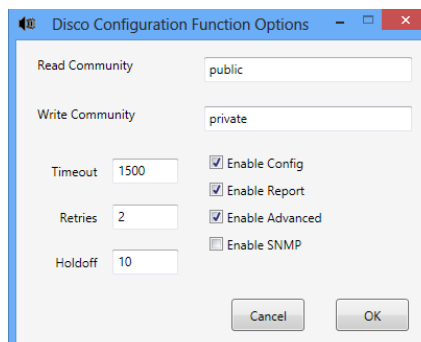 Disco Configuration Function Options
Read Community
public
Write Community
private
Timeout 1500
Enable Config
Enable Report
Retries 2
Enable Advanced
Enable SNMP
Holdoff 10
Cancel OK